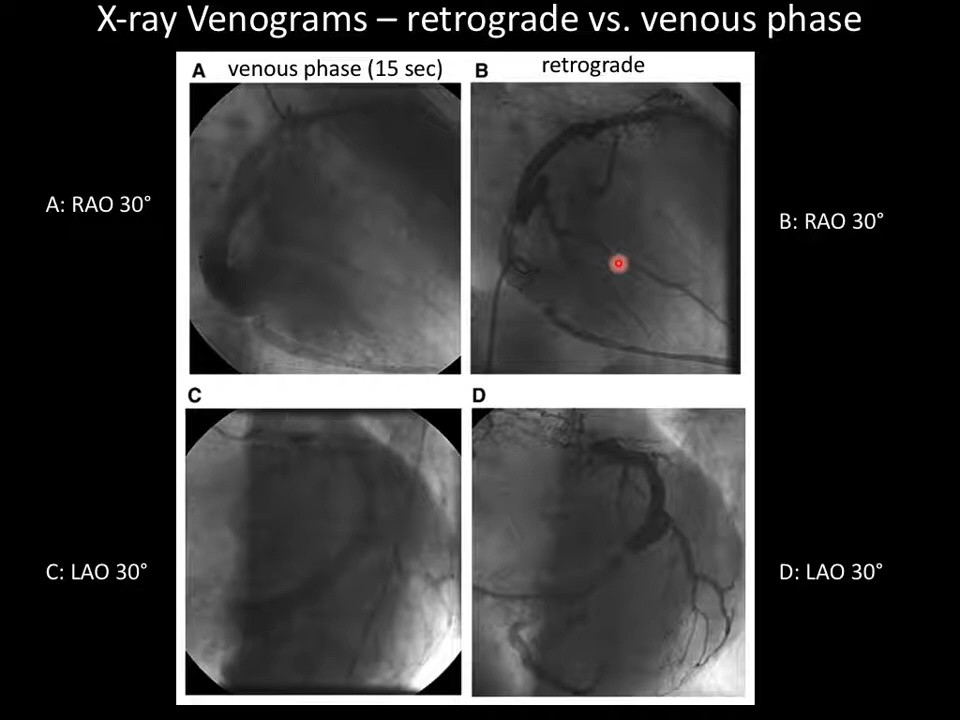 X-ray Venograms – retrograde vs. venous phase
A venous phase (15 sec) B retrograde
A: RAO 30°
B: RAO 30°
C D
C: LAO 30°
D: LAO 30°